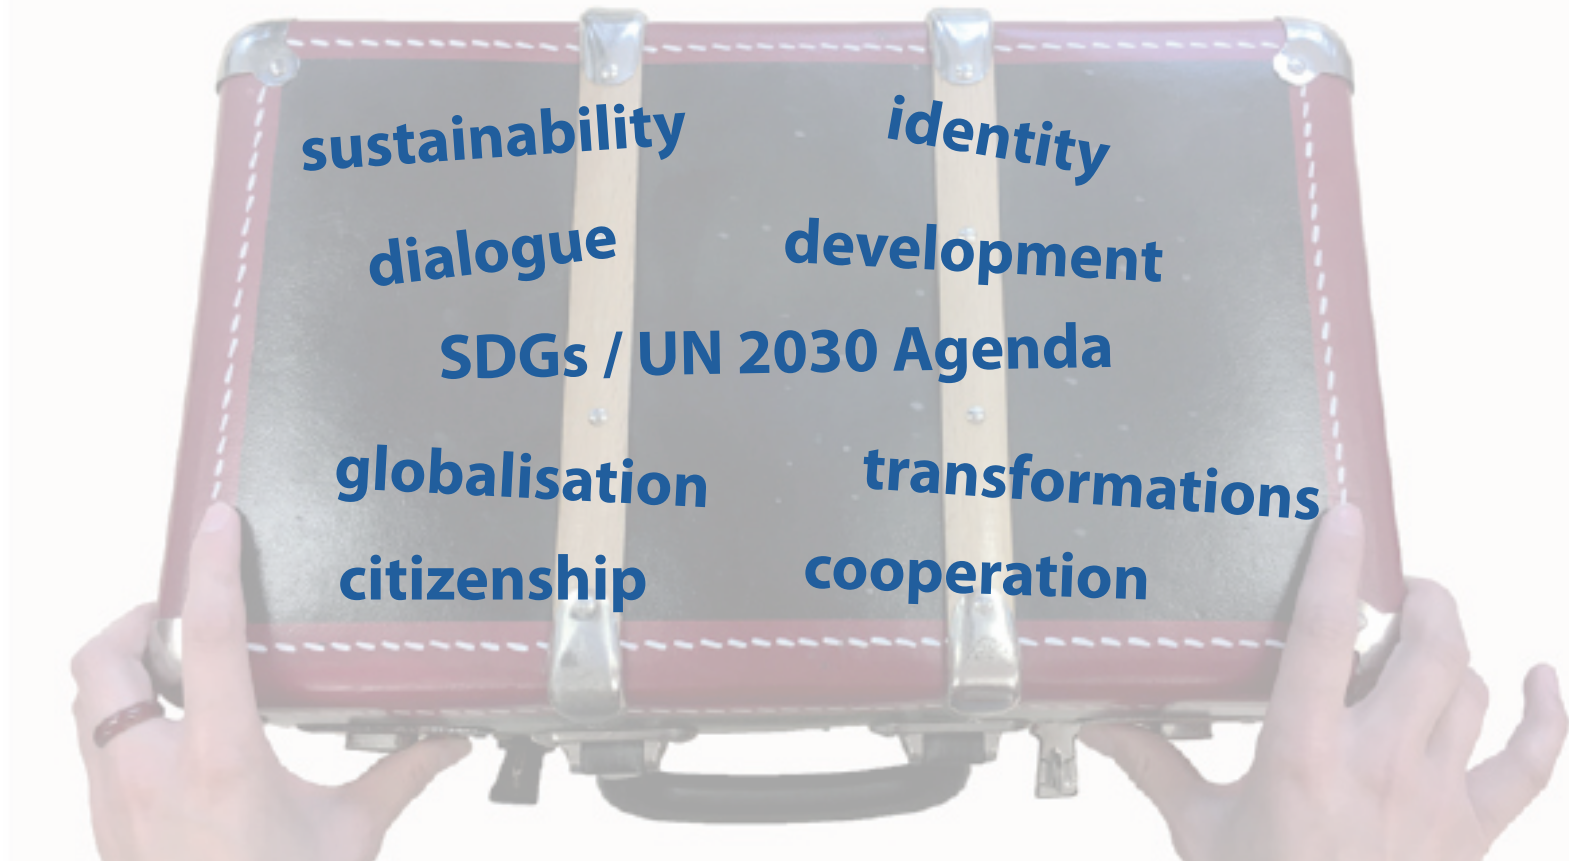 sustainability
identity
dialogue
development
SDGs / UN 2030 Agenda
globalisation
transformations
citizenship
cooperation